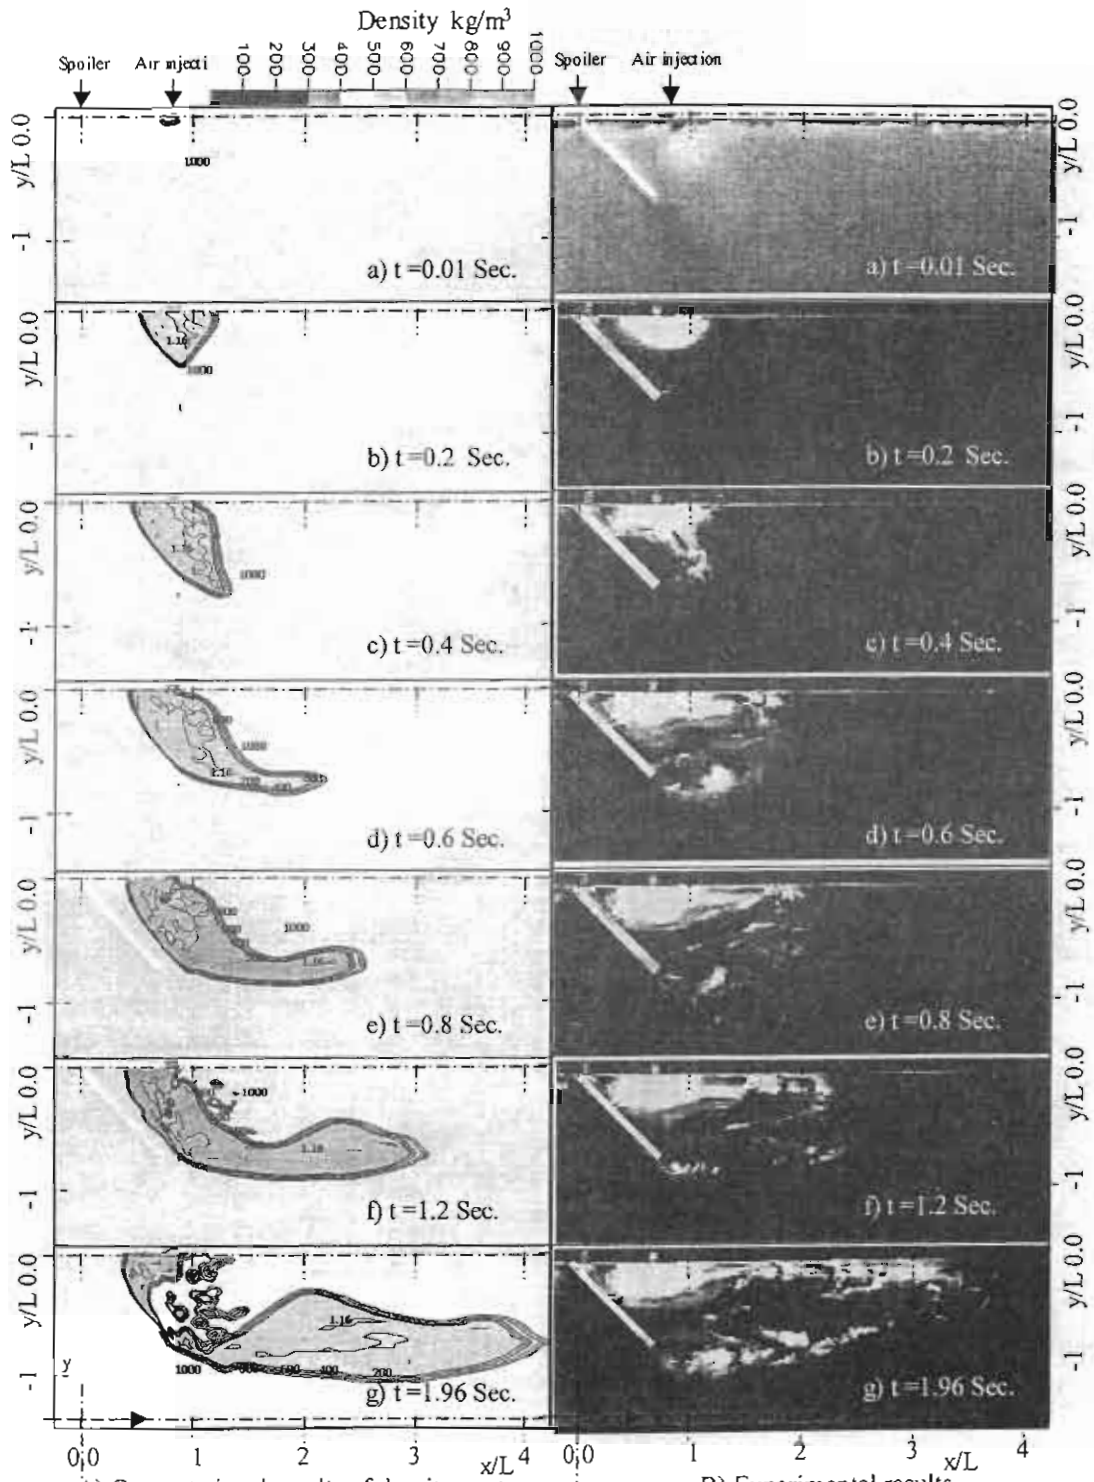 Density kg/m³
Spoiler Air injecti
100 200 300 400 500 600 700 800 900 1000
Spoiler Air injection
y/L 0.0
-1
1000
a) t=0.01 Sec.
a) t=0.01 Sec.
y/L 0.0
-1
y/L 0.0
-1
1.16
1000
b) t=0.2 Sec.
b) t=0.2 Sec.
y/L 0.0
-1
y/L 0.0
-1
1000
c) t=0.4 Sec.
c) t=0.4 Sec.
y/L 0.0
-1
y/L 0.0
-1
1000
1.16
d) t=0.6 Sec.
d) t=0.6 Sec.
y/L 0.0
-1
y/L 0.0
-1
1000
1.16
e) t=0.8 Sec.
e) t=0.8 Sec.
y/L 0.0
-1
y/L 0.0
-1
1000
1.16
f) t=1.2 Sec.
f) t=1.2 Sec.
y/L 0.0
-1
y/L 0.0
-1
y
1.16
1000 600 400 200
g) t=1.96 Sec.
g) t=1.96 Sec.
y/L 0.0
-1
0.0 1 2 3 x/L 4
0.0 1 2 3 x/L 4
B) Experimental results